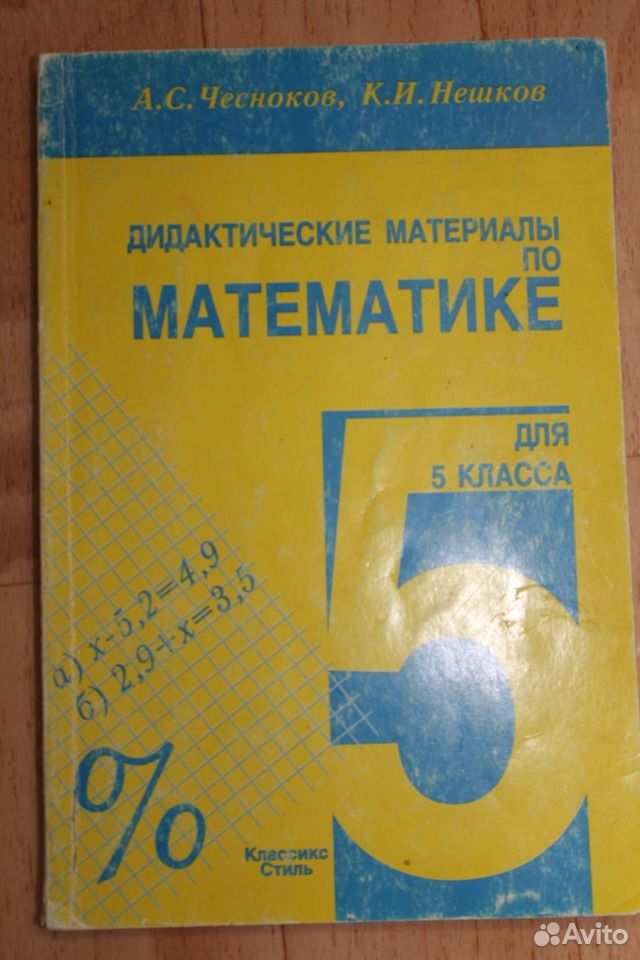 А.С. Чесноков, К.И. Нешков
ДИДАКТИЧЕСКИЕ МАТЕРИАЛЫ
ПО
МАТЕМАТИКЕ
ДЛЯ
5 КЛАССА
5
а) x-5,2=4,9
б) 2,9+x=3,5
%
Классикс
Стиль
Avito